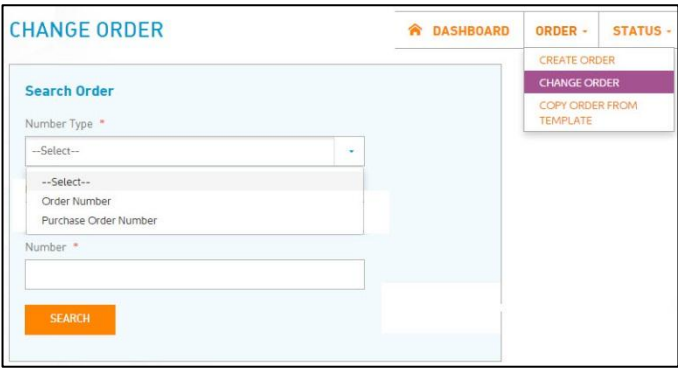 CHANGE ORDER
DASHBOARD
ORDER
STATUS
CREATE ORDER
CHANGE ORDER
COPY ORDER FROM
TEMPLATE
Search Order
Number Type *
--Select--
--Select--
Order Number
Purchase Order Number
Number *
SEARCH